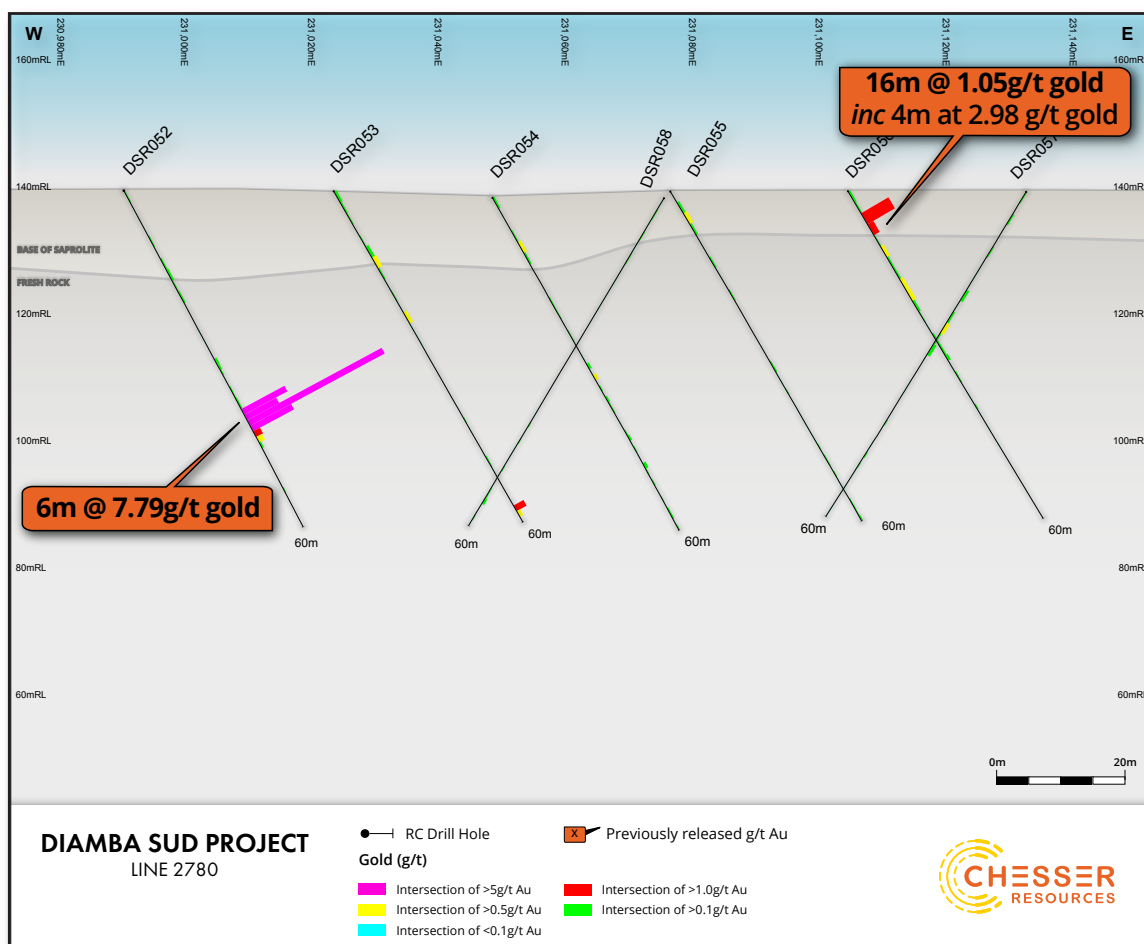 W
E
230,980mE
231,000mE
231,020mE
231,040mE
231,060mE
231,080mE
231,100mE
231,120mE
231,140mE
160mRL
160mRL
16m @ 1.05g/t gold
inc 4m at 2.98 g/t gold
DSR052
DSR053
DSR054
DSR058
DSR055
140mRL
140mRL
BASE OF SAPROLITE
FRESH ROCK
120mRL
120mRL
100mRL
100mRL
6m @ 7.79g/t gold
60m
60m
60m
60m
60m
60m
60m
80mRL
80mRL
60mRL
60mRL
0m
20m
DIAMBA SUD PROJECT
LINE 2780
RC Drill Hole
X
Previously released g/t Au
Gold (g/t)
Intersection of >5g/t Au
Intersection of >1.0g/t Au
Intersection of >0.5g/t Au
Intersection of >0.1g/t Au
Intersection of <0.1g/t Au
CHESSER
RESOURCES